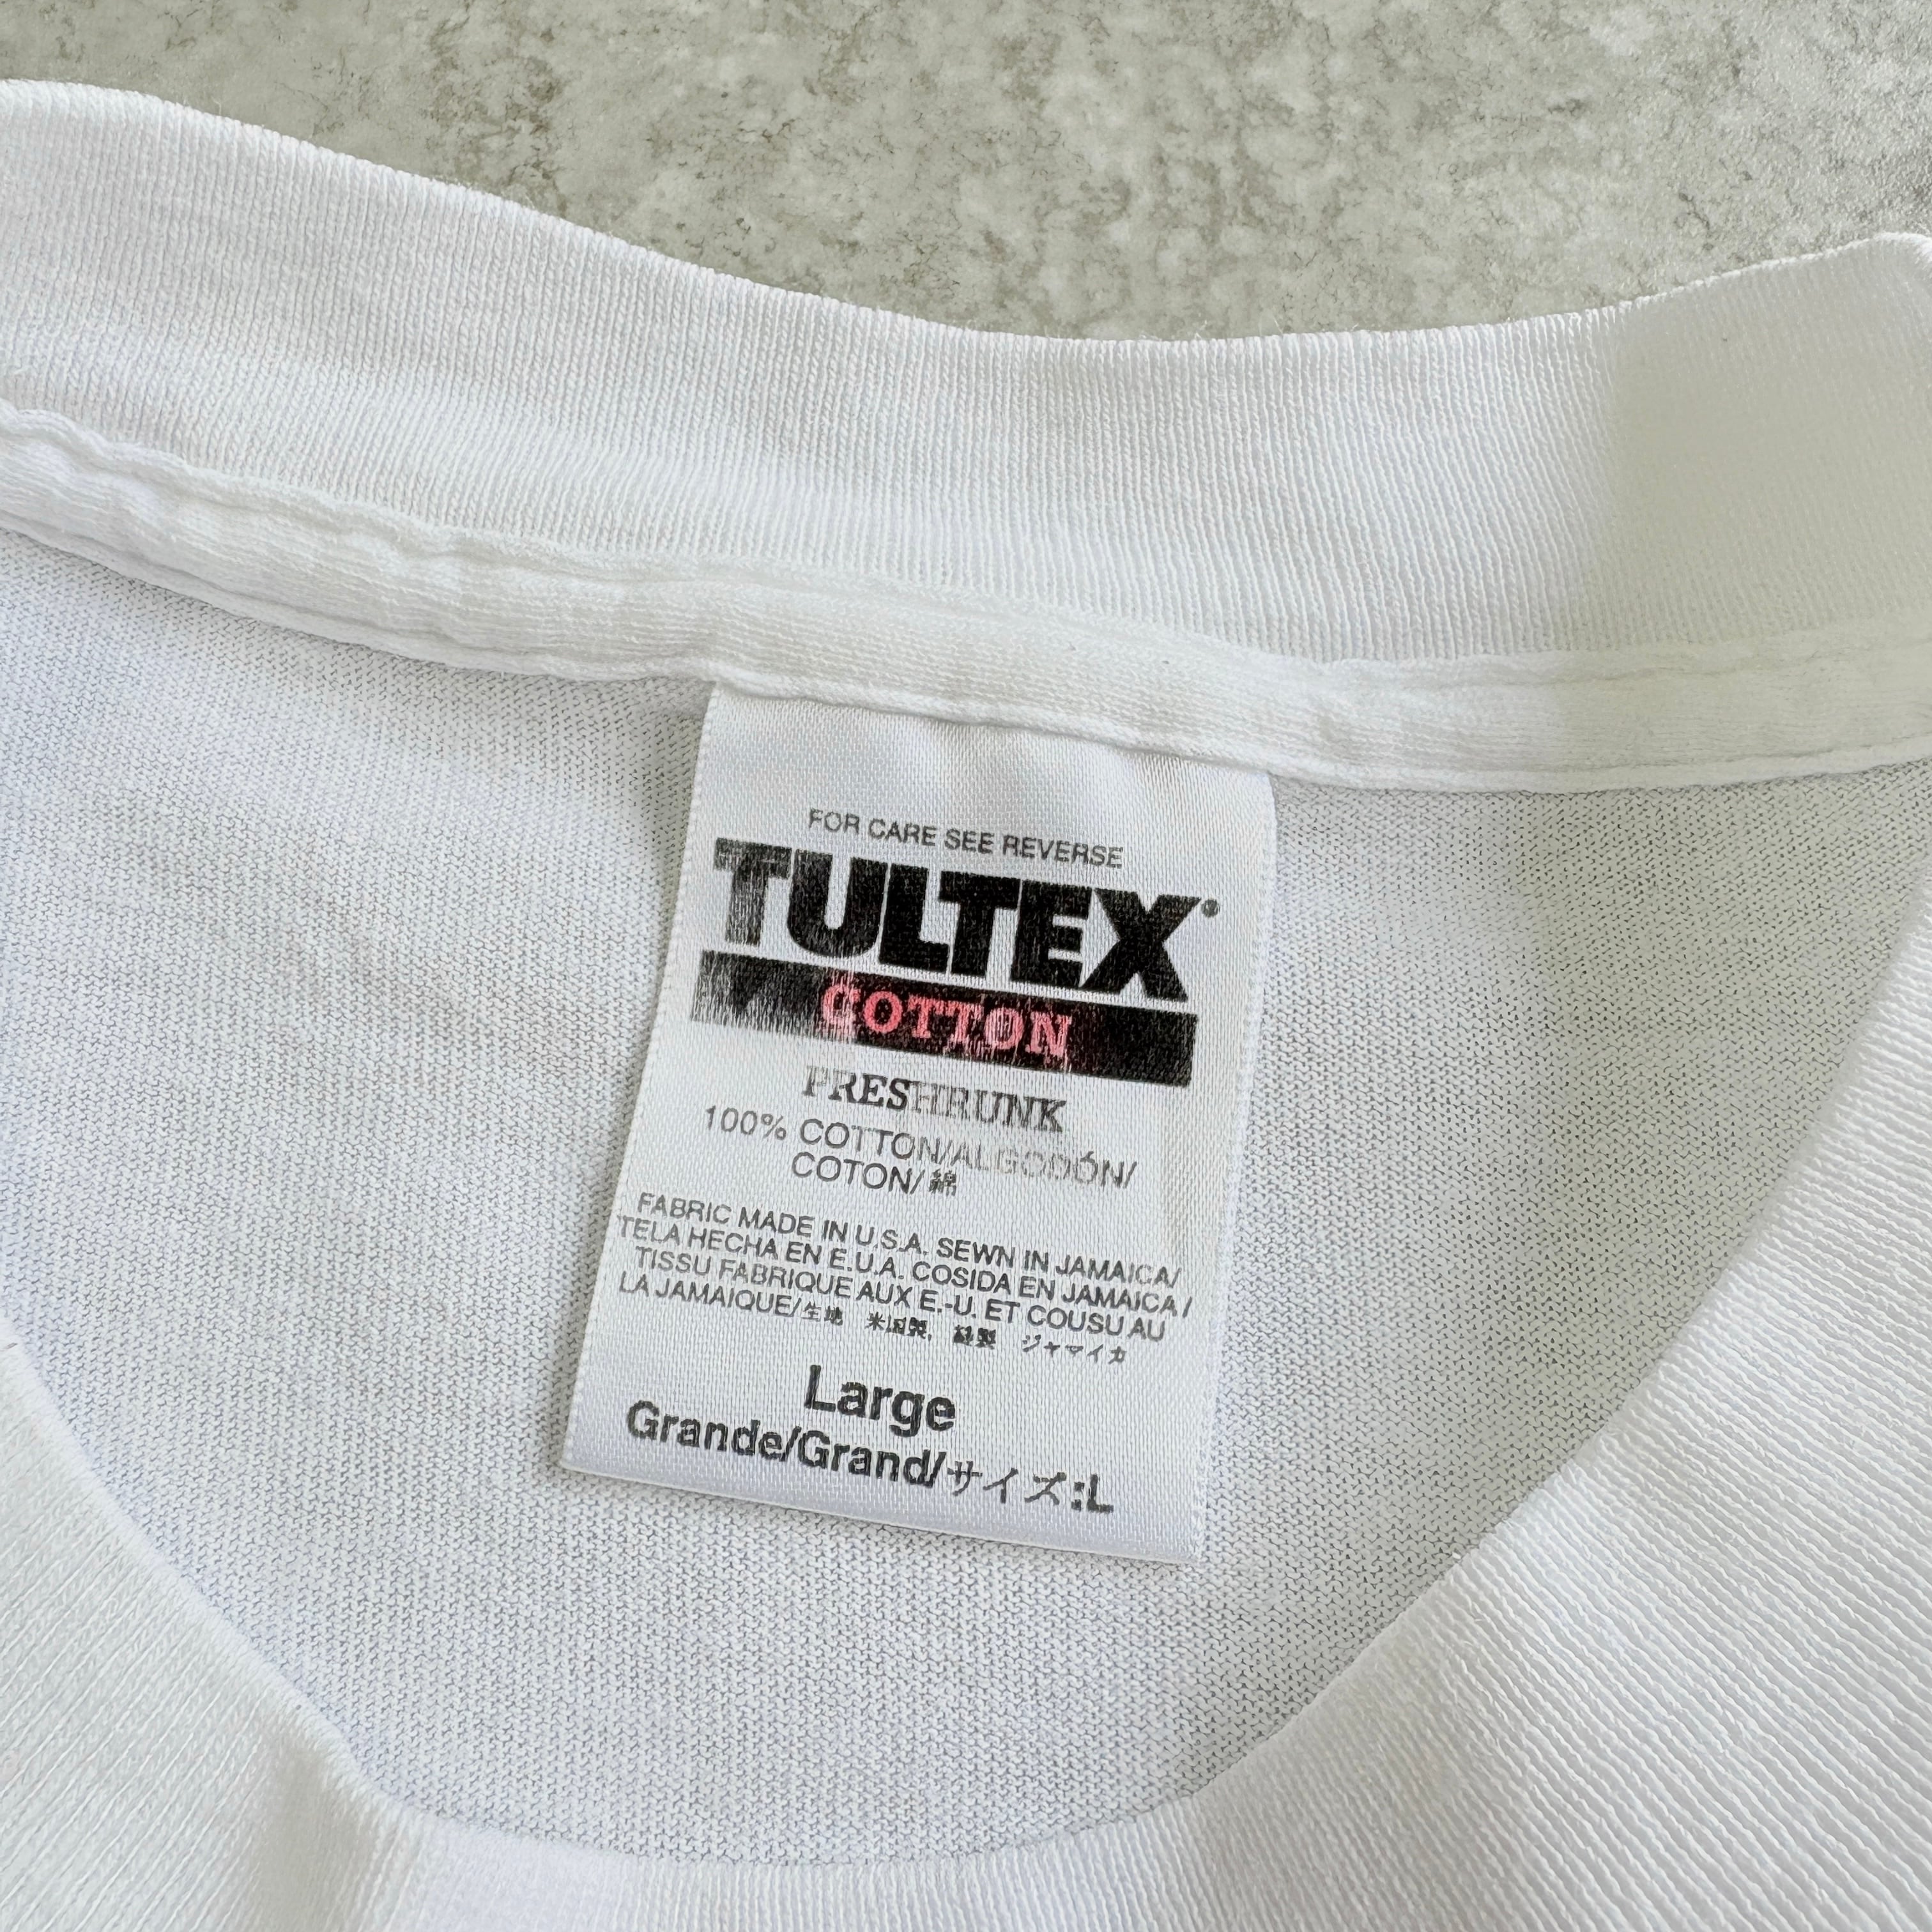 FOR CARE SEE REVERSE
TULTEX
COTTON
PRESHRUNK
100% COTTON/ALGODÓN/
COTON/綿
FABRIC MADE IN U.S.A. SEWN IN JAMAICA/
TELA HECHA EN E.U.A. COSIDA EN JAMAICA/
TISSU FABRIQUE AUX E.-U. ET COUSU AU
LA JAMAIQUE/生地 米国製, 縫製 ジャマイカ
Large
Grande/Grand/サイズ:L